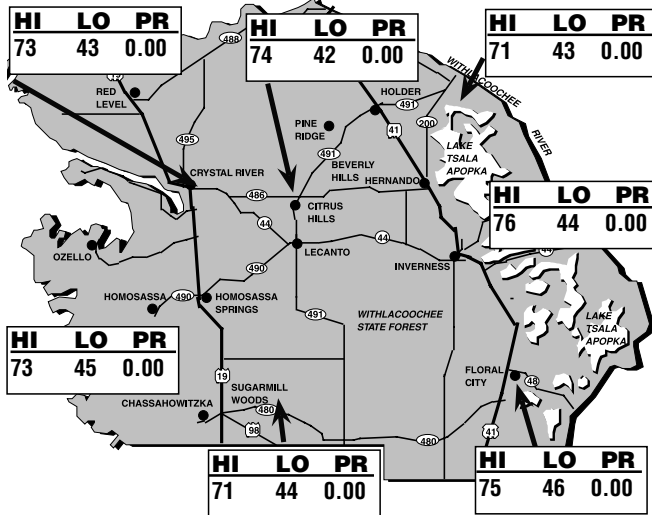 HI LO PR
73 43 0.00
HI LO PR
74 42 0.00
HI LO PR
71 43 0.00
19
488
WITHLACOOCHEE
RIVER
RED
LEVEL
HOLDER
491
PINE
RIDGE
41
200
495
491
BEVERLY
HILLS
LAKE
TSALA
APOPKA
CRYSTAL RIVER
HERNANDO
486
HI LO PR
76 44 0.00
CITRUS
HILLS
44
44
44
OZELLO
LECANTO
INVERNESS
490
HOMOSASSA
490
HOMOSASSA
SPRINGS
491
WITHLACOOCHEE
STATE FOREST
LAKE
TSALA
APOPKA
HI LO PR
73 45 0.00
19
SUGARMILL
WOODS
FLORAL
CITY
48
CHASSAHOWITZKA
480
98
480
41
HI LO PR
71 44 0.00
HI LO PR
75 46 0.00